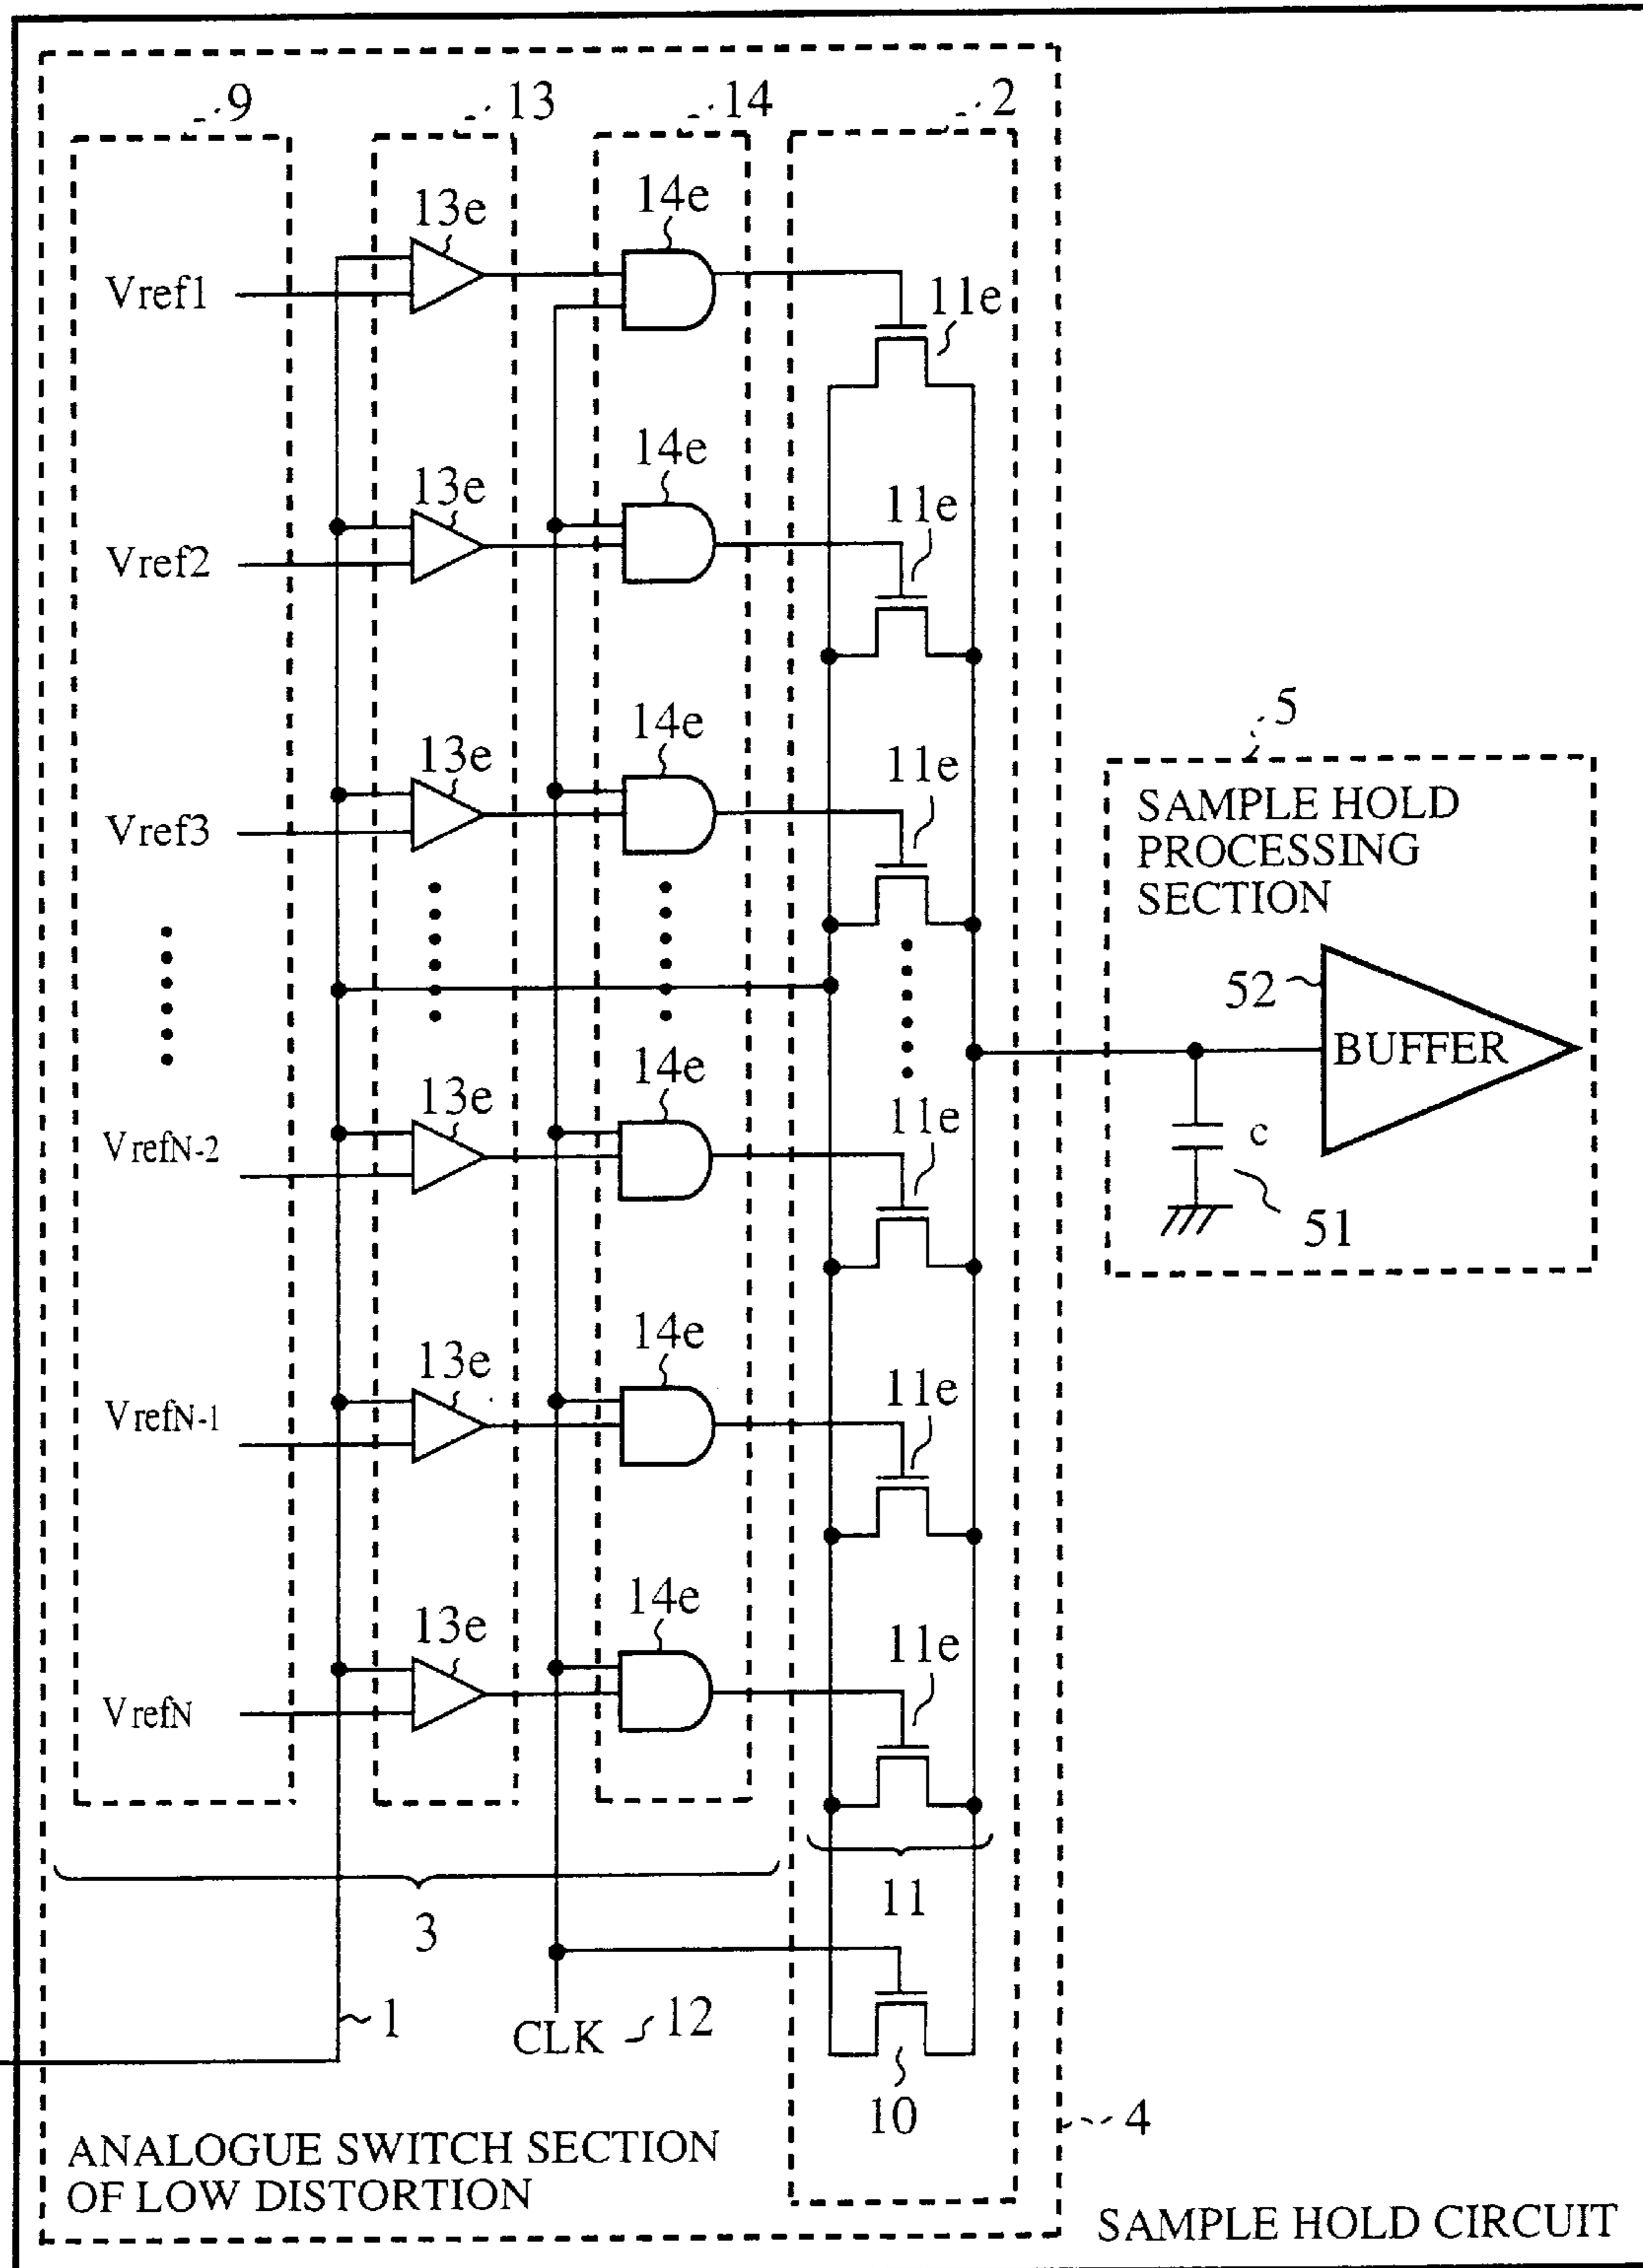 9
13
14
2
13e
14e
Vref1
11e
14e
13e
11e
Vref2
14e
13e
11e
Vref3
5
SAMPLE HOLD
PROCESSING
SECTION
52
BUFFER
c
51
14e
13e
11e
VrefN-2
14e
13e
11e
VrefN-1
14e
13e
11e
VrefN
3
11
1
CLK
12
10
4
ANALOGUE SWITCH SECTION
OF LOW DISTORTION
SAMPLE HOLD CIRCUIT